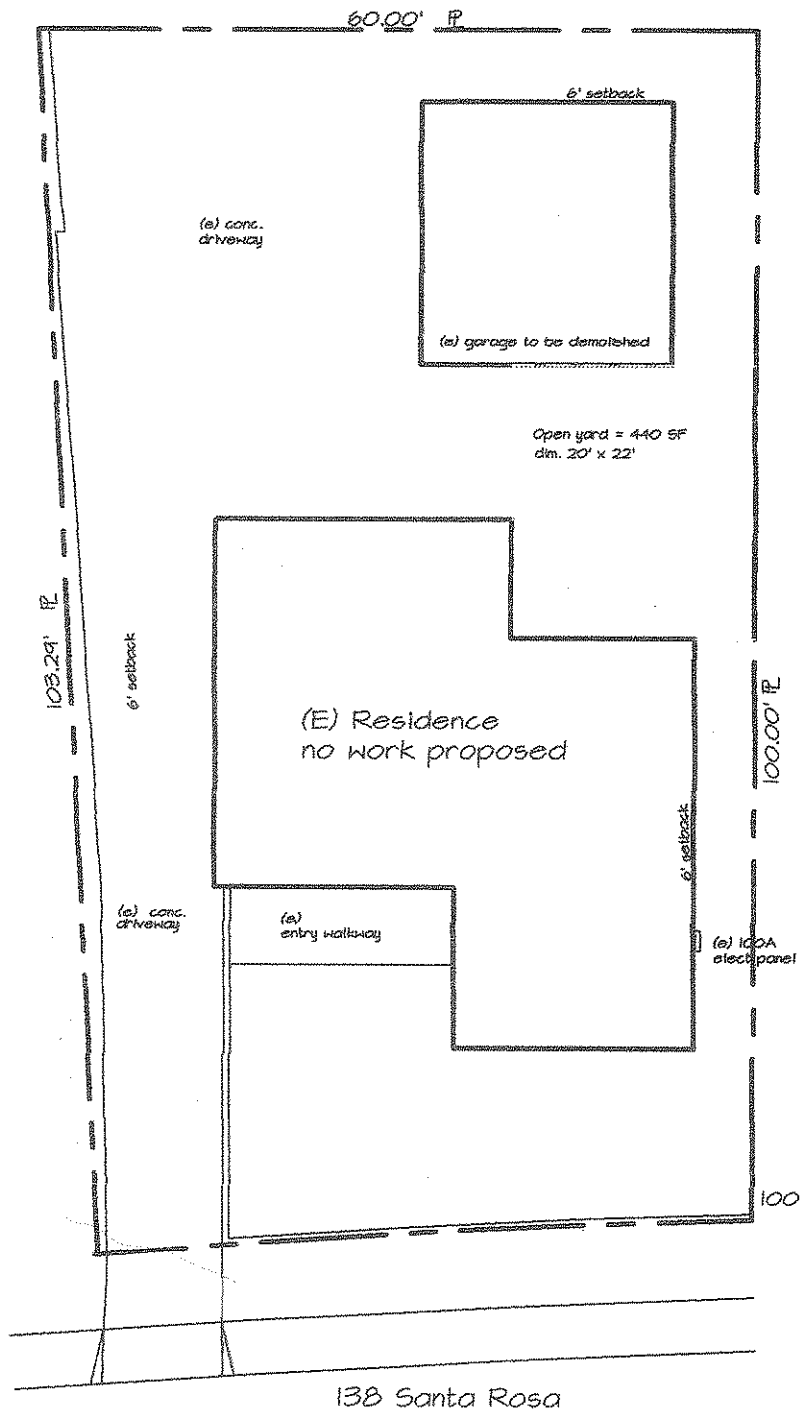 60.00' PL
6' setback
(e) conc.
driveway
(e) garage to be demolished
Open yard = 440 SF
dim. 20' x 22'
103.29' PL
6' setback
(E) Residence
no work proposed
100.00' PL
6' setback
(e) conc.
driveway
(e)
entry walkway
(e) 100A
elect panel
100
138 Santa Rosa